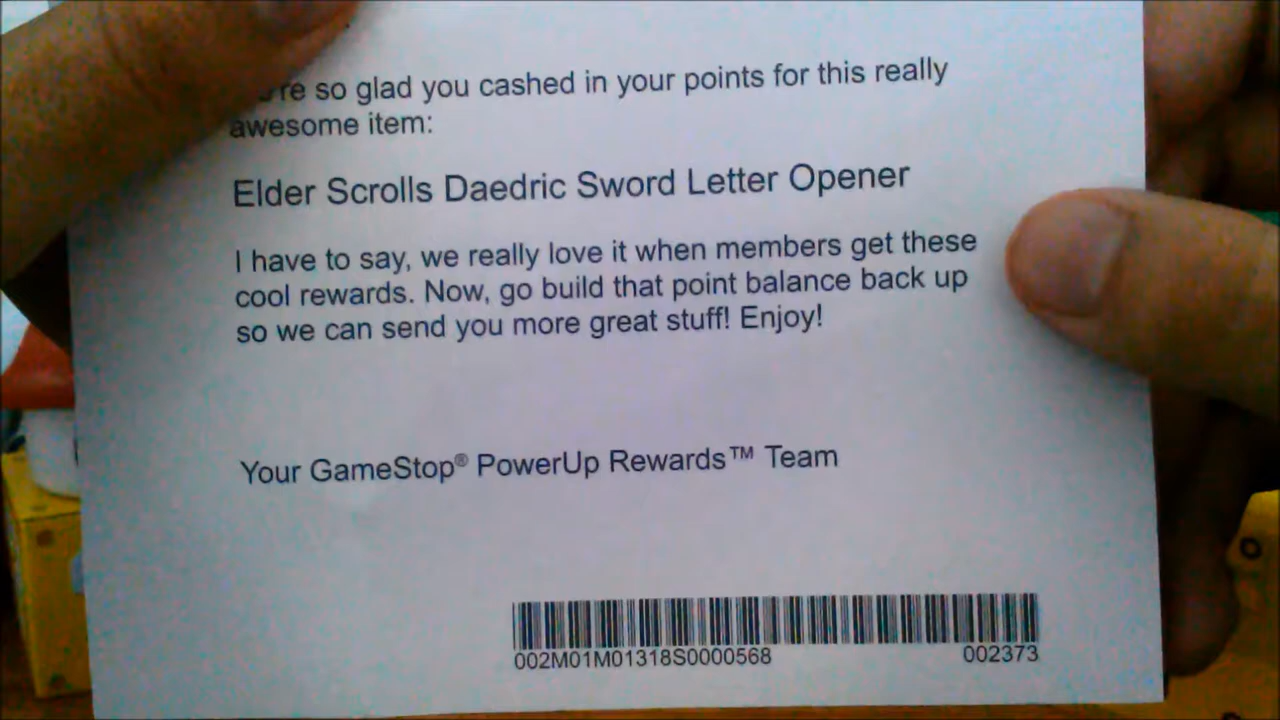 so glad you cashed in your points for this really
awesome item:
Elder Scrolls Daedric Sword Letter Opener
I have to say, we really love it when members get these
cool rewards. Now, go build that point balance back up
so we can send you more great stuff! Enjoy!
Your GameStop® PowerUp Rewards™ Team
002M01M01318S0000568 002373